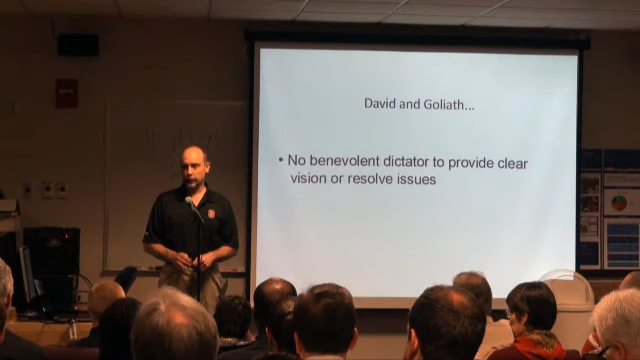 David and Goliath...
• No benevolent dictator to provide clear
vision or resolve issues